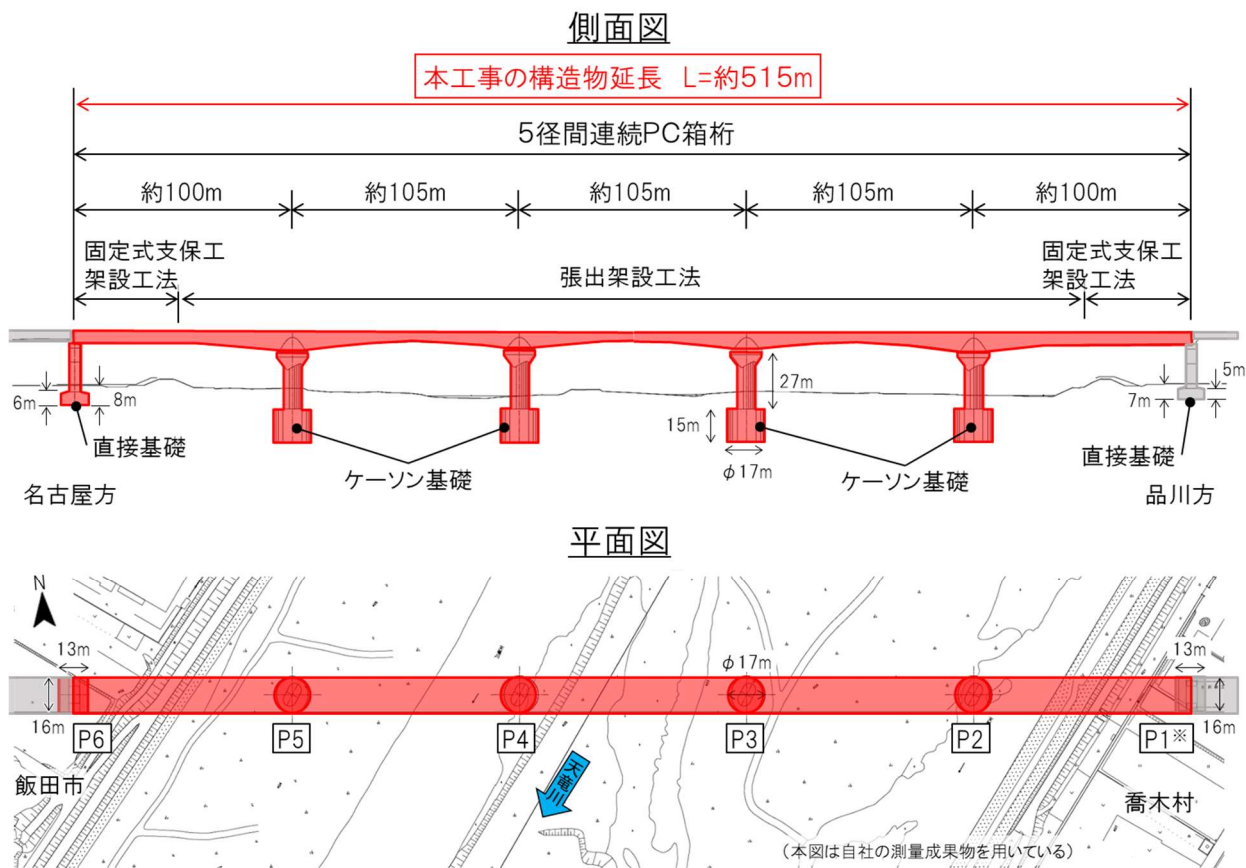 側面図
本工事の構造物延長 L=約515m
5径間連続PC箱桁
約100m
約105m
約105m
約105m
約100m
固定式支保工
架設工法
張出架設工法
固定式支保工
架設工法
6m
8m
27m
15m
φ17m
5m
7m
直接基礎
ケーソン基礎
ケーソン基礎
直接基礎
名古屋方
品川方
平面図
N
13m
φ17m
13m
16m
16m
P6
P5
P4
P3
P2
P1※
飯田市
天竜川
喬木村
(本図は自社の測量成果物を用いている)